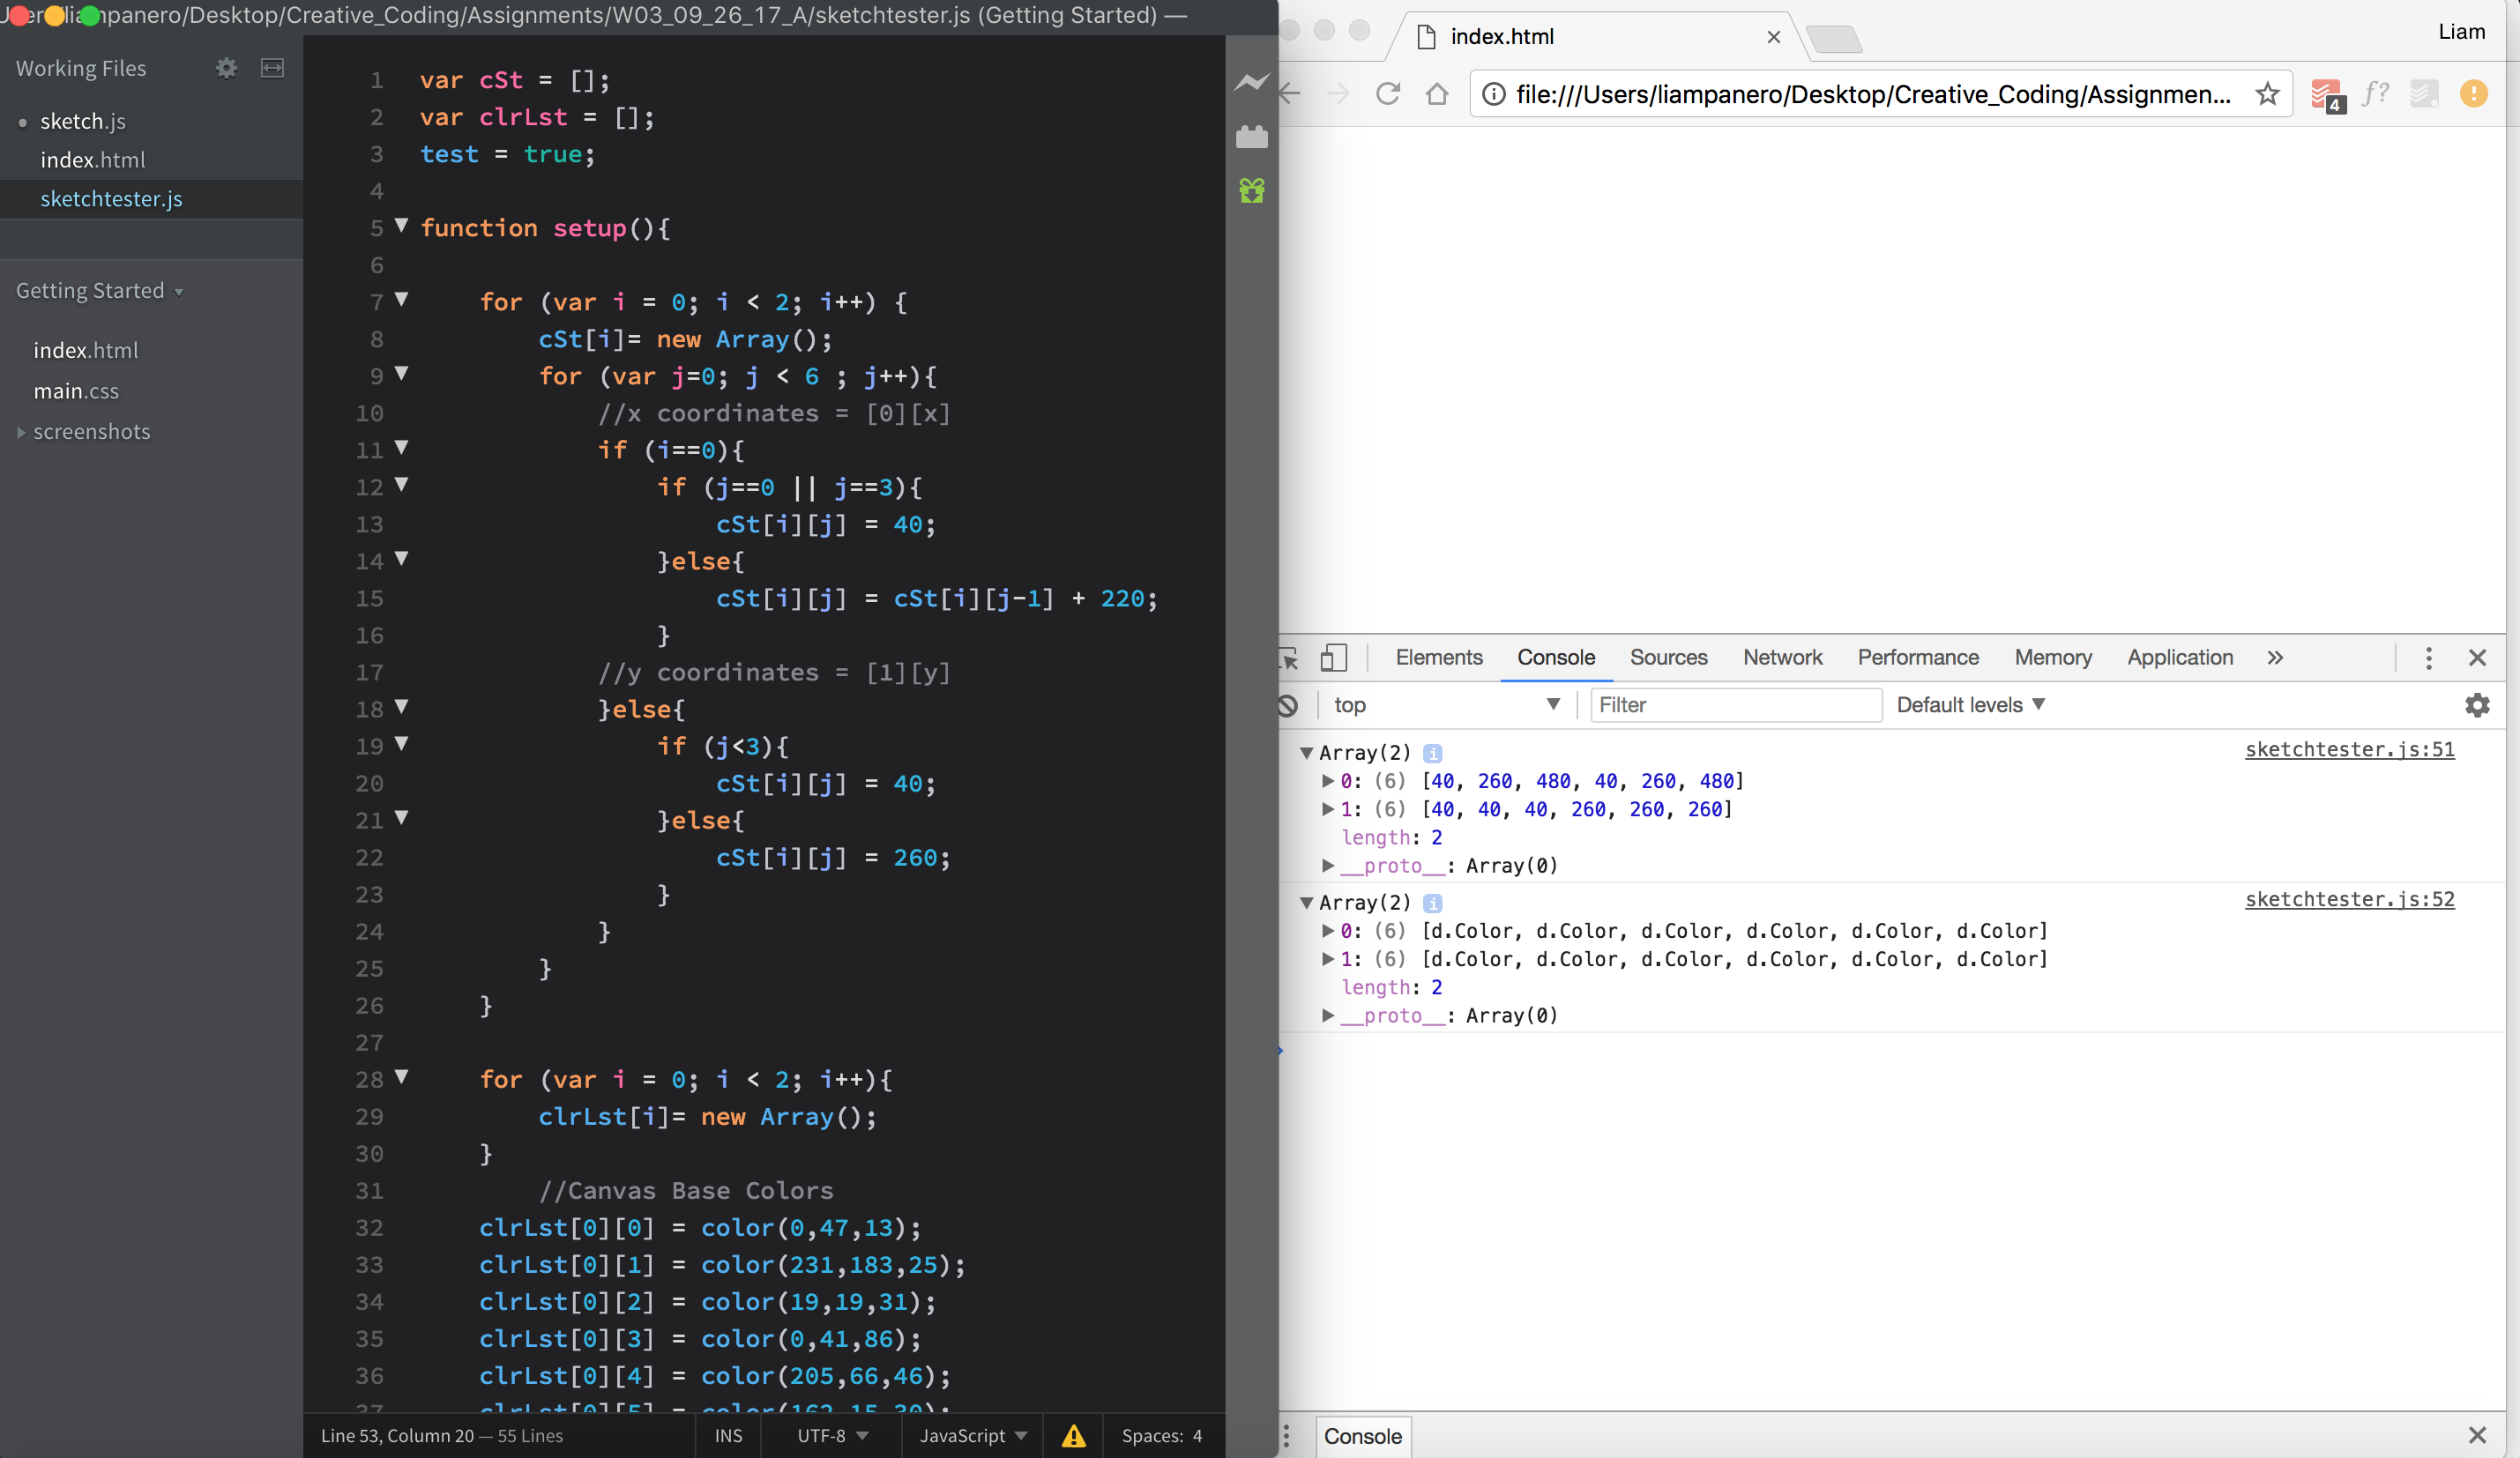 Users/liampanero/Desktop/Creative_Coding/Assignments/W03_09_26_17_A/sketchtester.js (Getting Started) —
Working Files
sketch.js
index.html
sketchtester.js
Getting Started
index.html
main.css
screenshots
1 var cSt = [];
2 var clrLst = [];
3 test = true;
4
5 function setup(){
6
7 for (var i = 0; i < 2; i++) {
8 cSt[i]= new Array();
9 for (var j=0; j < 6 ; j++){
10 //x coordinates = [0][x]
11 if (i==0){
12 if (j==0 || j==3){
13 cSt[i][j] = 40;
14 }else{
15 cSt[i][j] = cSt[i][j-1] + 220;
16 }
17 //y coordinates = [1][y]
18 }else{
19 if (j<3){
20 cSt[i][j] = 40;
21 }else{
22 cSt[i][j] = 260;
23 }
24 }
25 }
26 }
27
28 for (var i = 0; i < 2; i++){
29 clrLst[i]= new Array();
30 }
31 //Canvas Base Colors
32 clrLst[0][0] = color(0,47,13);
33 clrLst[0][1] = color(231,183,25);
34 clrLst[0][2] = color(19,19,31);
35 clrLst[0][3] = color(0,41,86);
36 clrLst[0][4] = color(205,66,46);
37 clrLst[0][5] = color(162,15,30);
Line 53, Column 20 — 55 Lines
INS
UTF-8
JavaScript
Spaces: 4
index.html
Liam
file:///Users/liampanero/Desktop/Creative_Coding/Assignmen...
4
f?
Elements Console Sources Network Performance Memory Application »
top
Filter
Default levels
Array(2) i sketchtester.js:51
0: (6) [40, 260, 480, 40, 260, 480]
1: (6) [40, 40, 40, 260, 260, 260]
length: 2
__proto__: Array(0)
Array(2) i sketchtester.js:52
0: (6) [d.Color, d.Color, d.Color, d.Color, d.Color, d.Color]
1: (6) [d.Color, d.Color, d.Color, d.Color, d.Color, d.Color]
length: 2
__proto__: Array(0)
Console